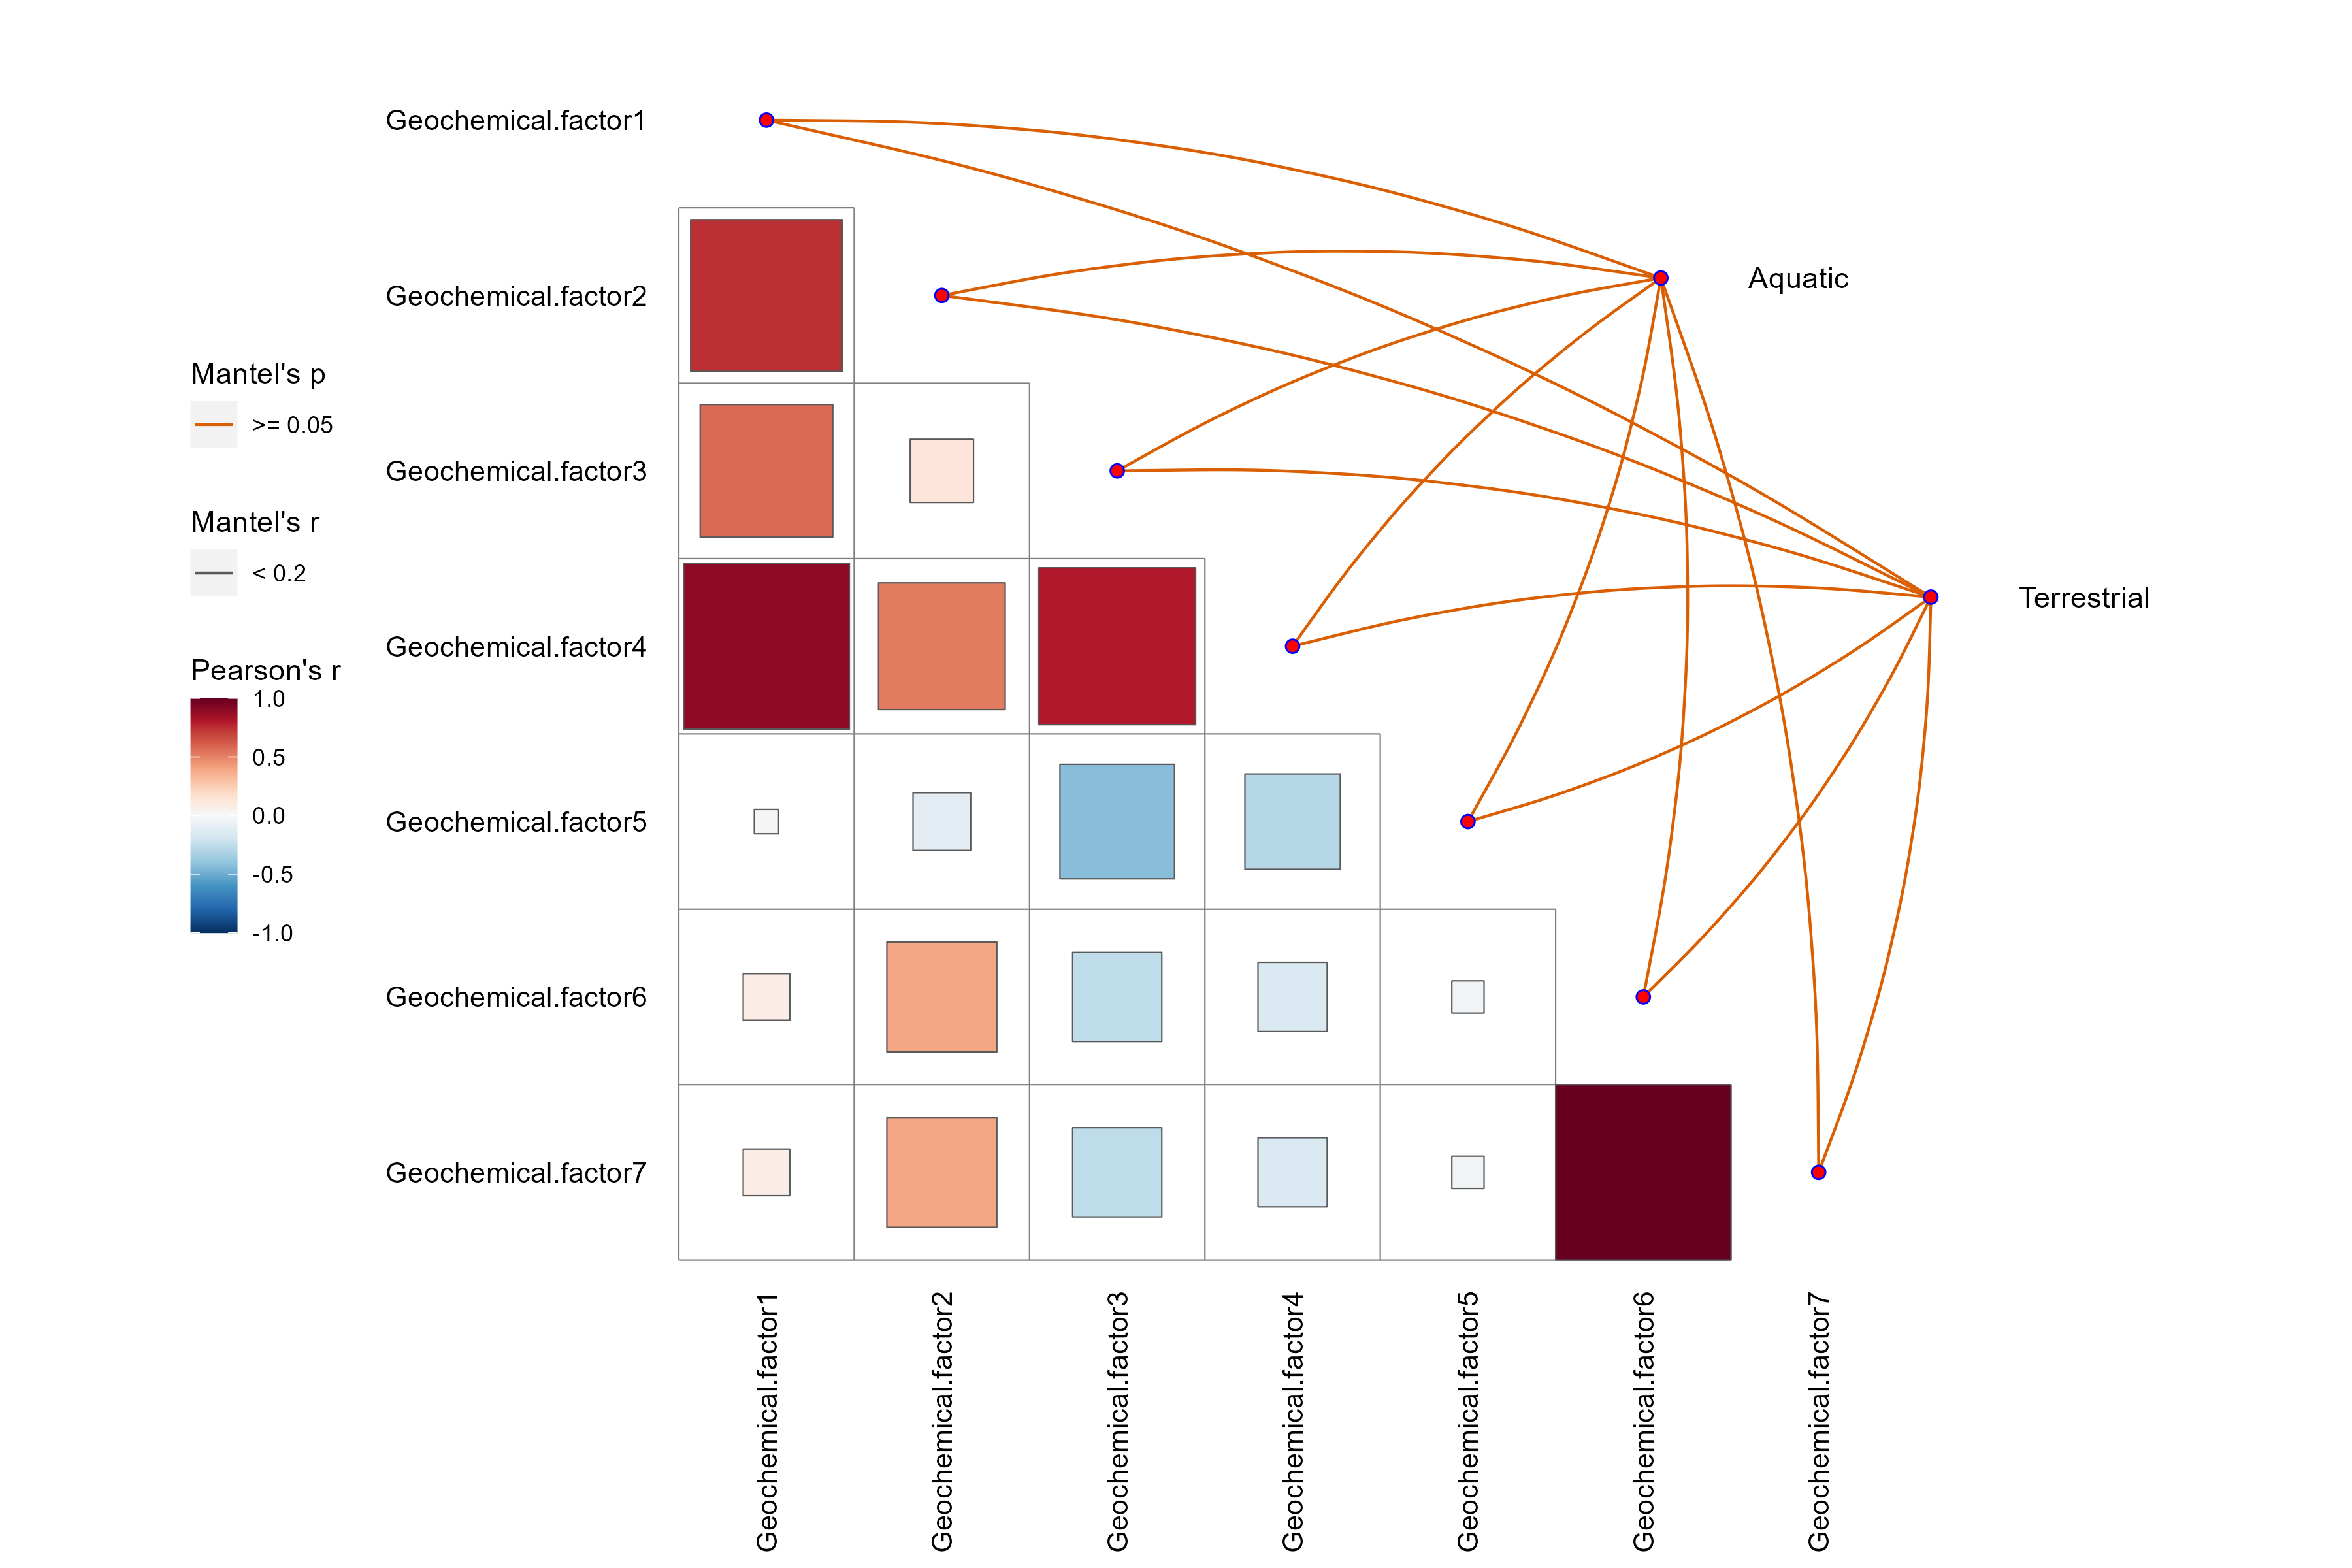 Geochemical.factor1
Geochemical.factor2
Geochemical.factor3
Geochemical.factor4
Geochemical.factor5
Geochemical.factor6
Geochemical.factor7
Aquatic
Terrestrial
Mantel's p
>= 0.05
Mantel's r
< 0.2
Pearson's r
1.0
0.5
0.0
-0.5
-1.0
Geochemical.factor1
Geochemical.factor2
Geochemical.factor3
Geochemical.factor4
Geochemical.factor5
Geochemical.factor6
Geochemical.factor7